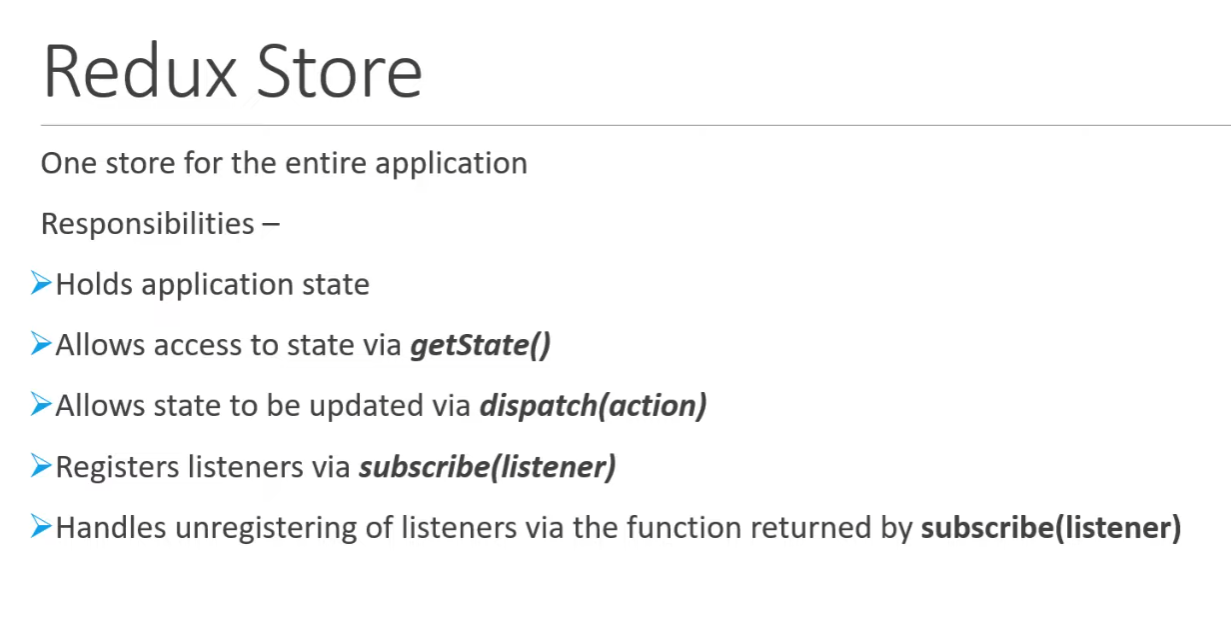 Redux Store
One store for the entire application
Responsibilities –
Holds application state
Allows access to state via getState()
Allows state to be updated via dispatch(action)
Registers listeners via subscribe(listener)
Handles unregistering of listeners via the function returned by subscribe(listener)